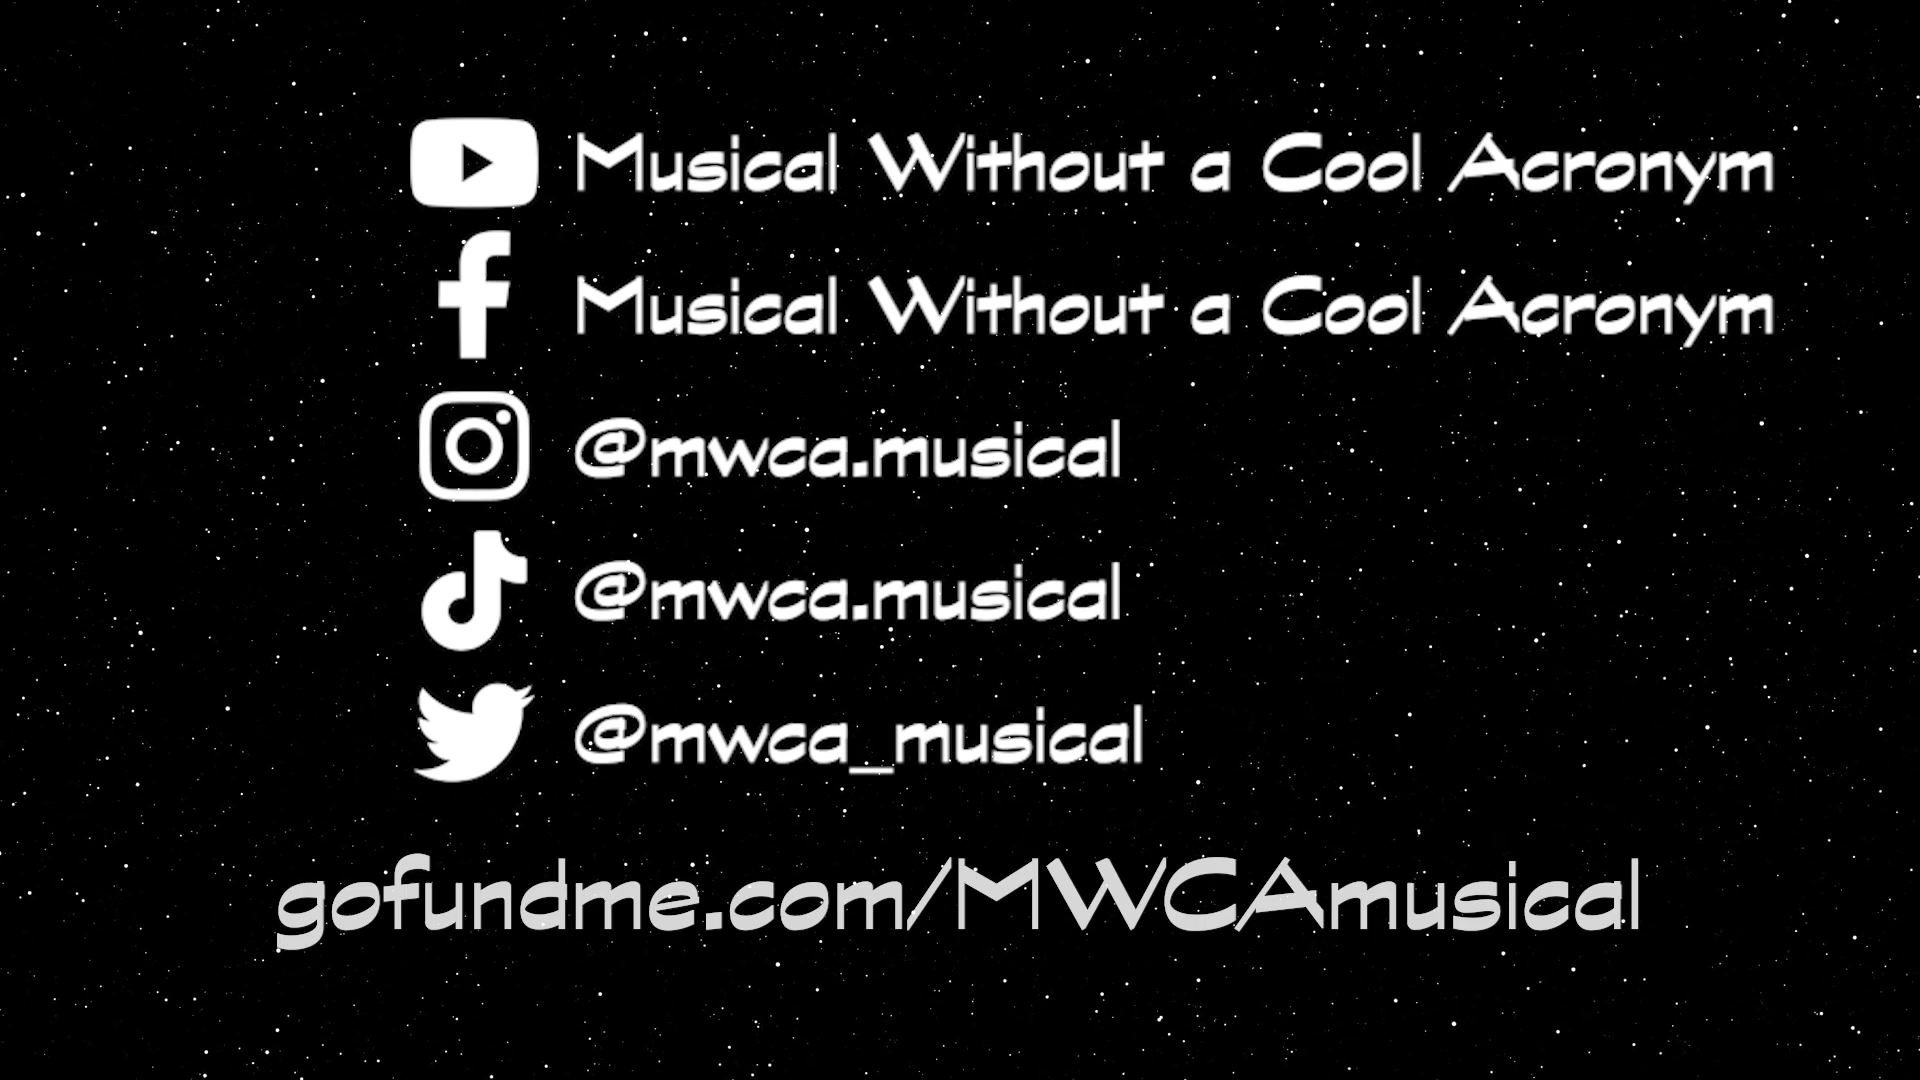 Musical Without a Cool Acronym
Musical Without a Cool Acronym
@mwca.musical
@mwca.musical
@mwca_musical
gofundme.com/MWCAmusical